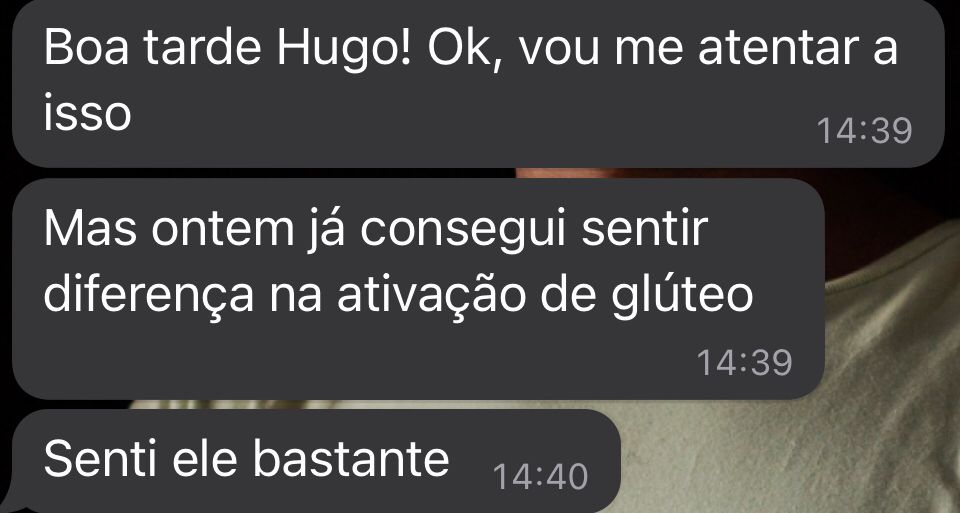 Boa tarde Hugo! Ok, vou me atentar a
isso
14:39
Mas ontem já consegui sentir
diferença na ativação de glúteo
14:39
Senti ele bastante 14:40